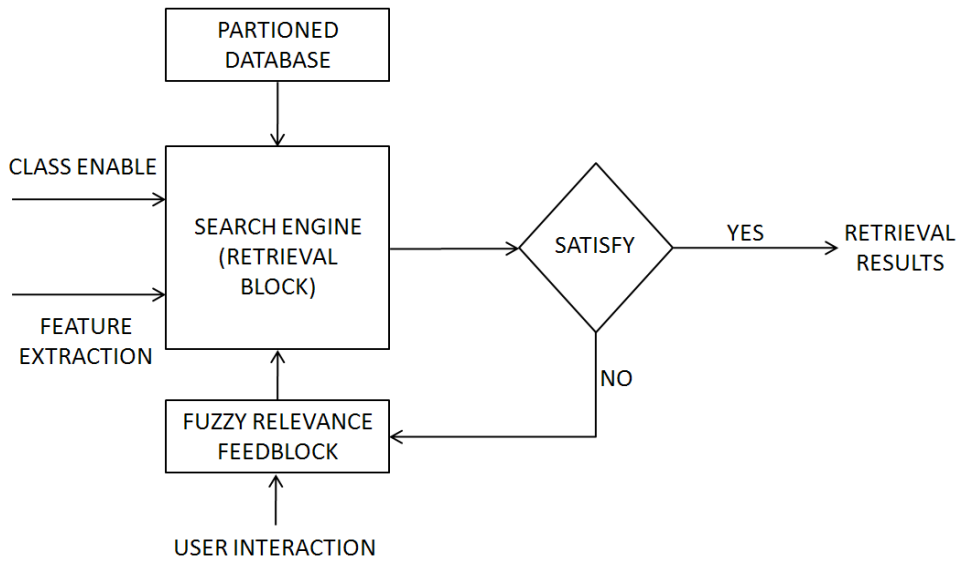 PARTIONED
DATABASE
CLASS ENABLE
SEARCH ENGINE
(RETRIEVAL
BLOCK)
SATISFY
YES
RETRIEVAL
RESULTS
FEATURE
EXTRACTION
NO
FUZZY RELEVANCE
FEEDBLOCK
USER INTERACTION